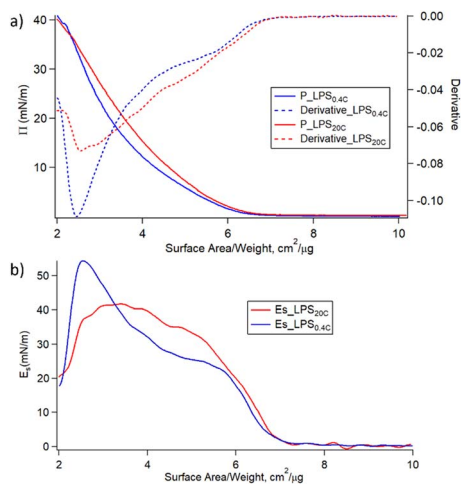 a)
40
30
20
10
Π (mN/m)
0.00
-0.02
-0.04
-0.06
-0.08
-0.10
Derivative
P_LPS0.4C
Derivative_LPS0.4C
P_LPS20C
Derivative_LPS20C
2 4 6 8 10
Surface Area/Weight, cm²/µg
b)
50
40
30
20
10
0
Es(mN/m)
Es_LPS20C
Es_LPS0.4C
2 4 6 8 10
Surface Area/Weight, cm²/µg